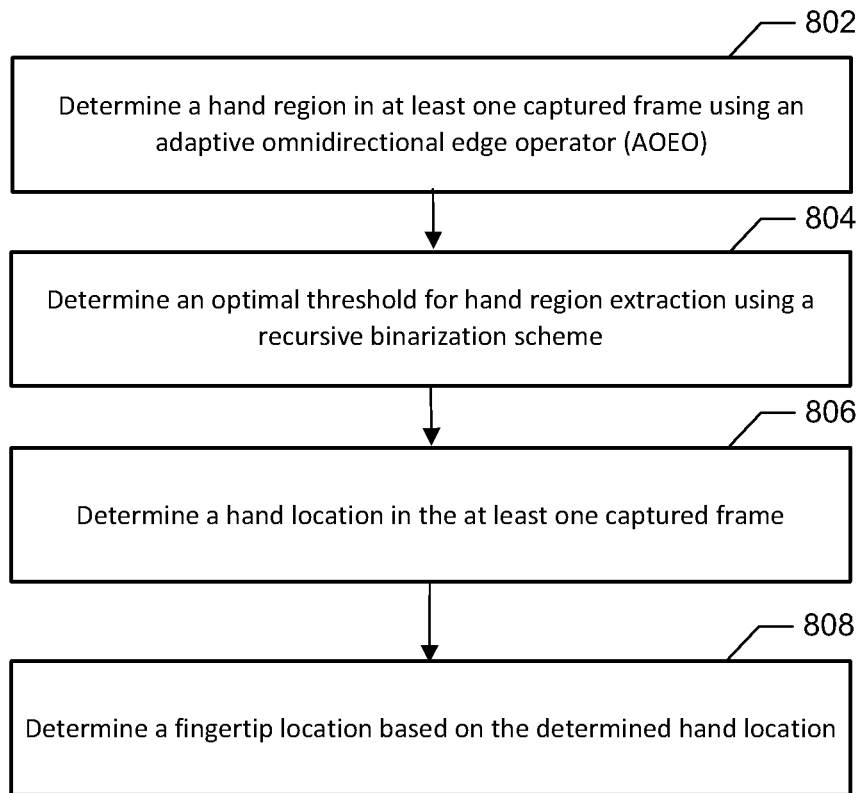 802
Determine a hand region in at least one captured frame using an
adaptive omnidirectional edge operator (AOEO)
804
Determine an optimal threshold for hand region extraction using a
recursive binarization scheme
806
Determine a hand location in the at least one captured frame
808
Determine a fingertip location based on the determined hand location